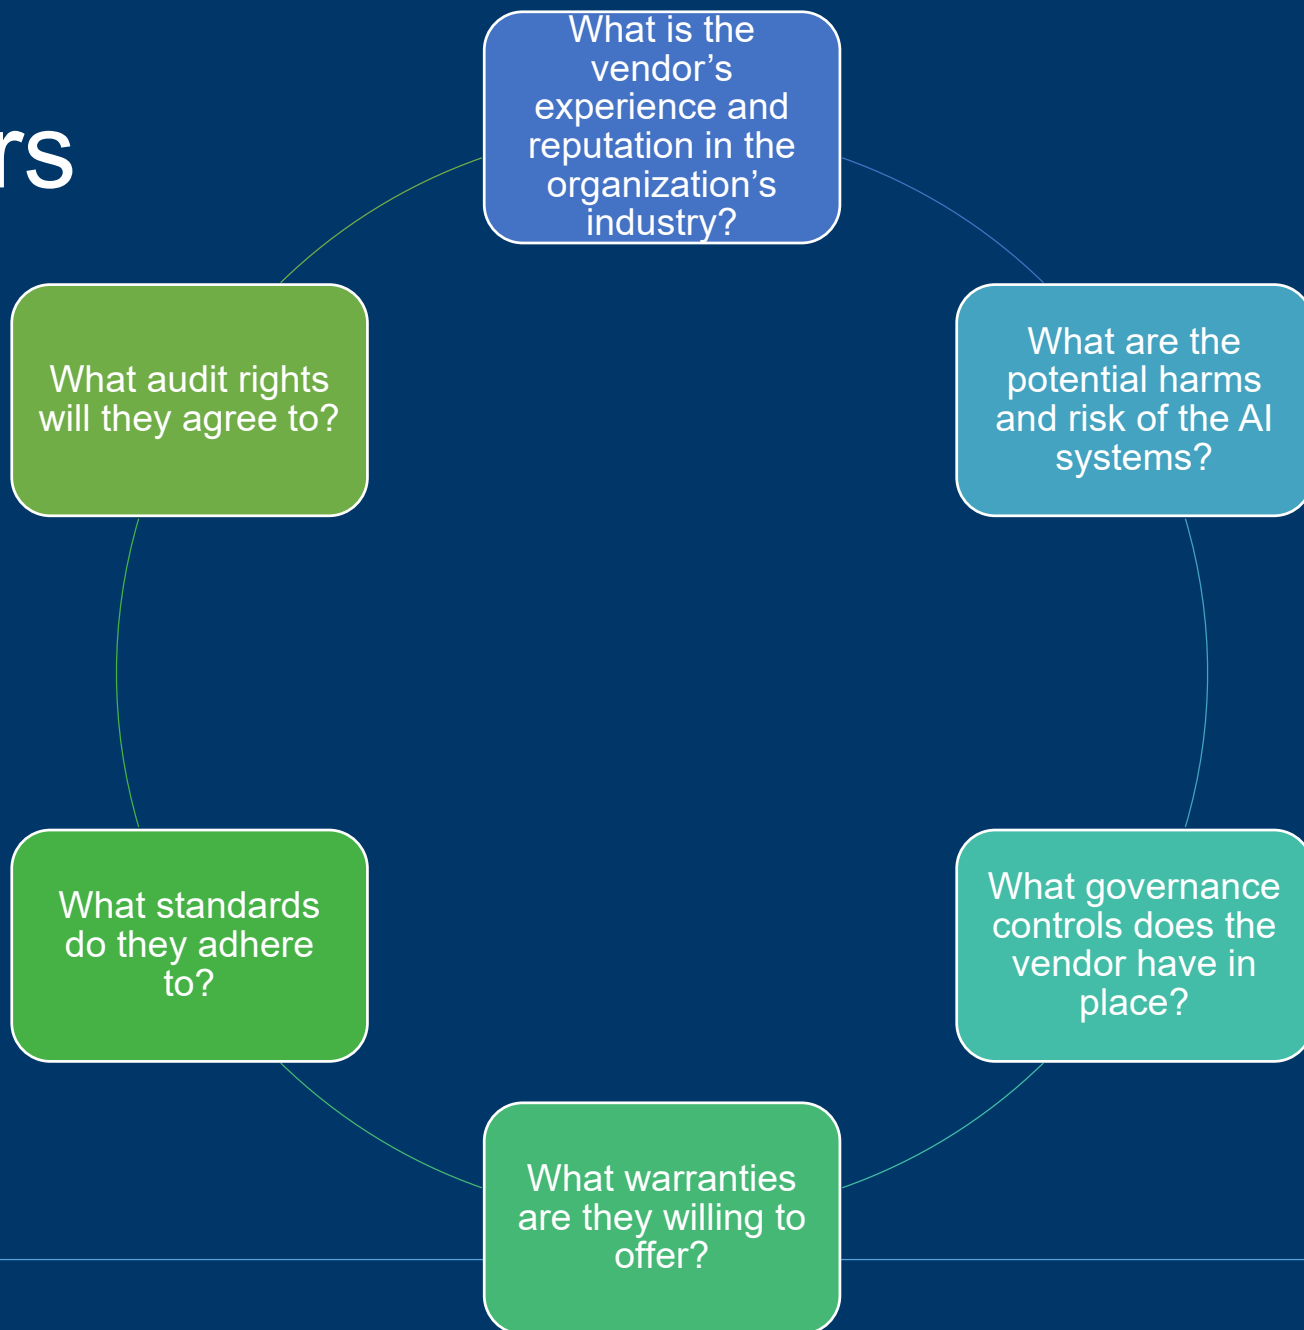 rs
What is the
vendor’s
experience and
reputation in the
organization’s
industry?
What are the
potential harms
and risk of the AI
systems?
What governance
controls does the
vendor have in
place?
What warranties
are they willing to
offer?
What standards
do they adhere
to?
What audit rights
will they agree to?